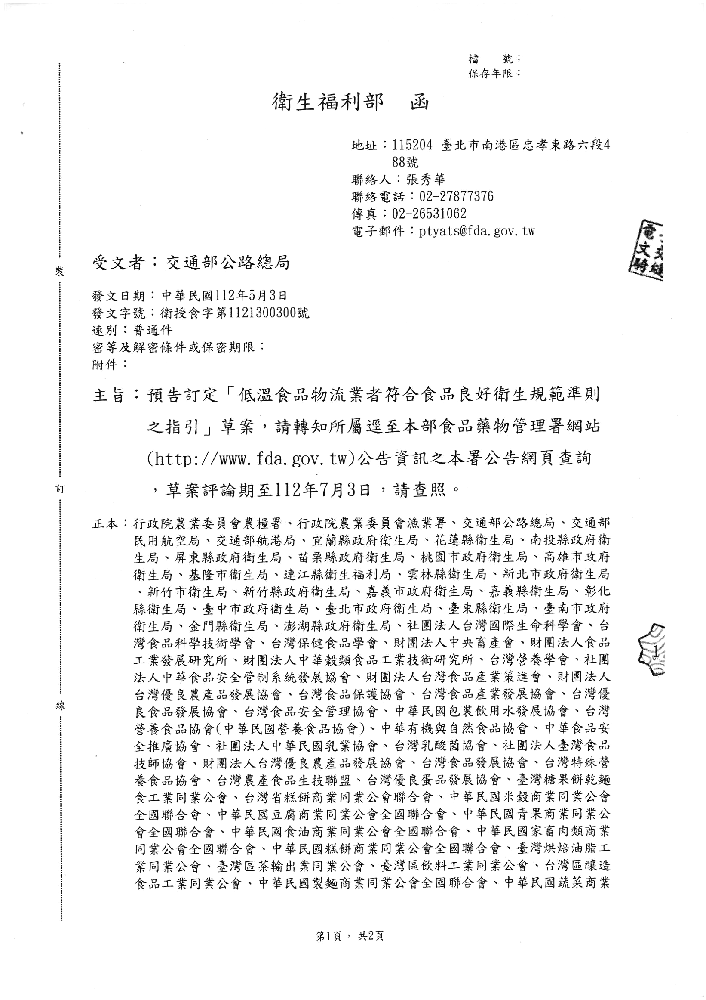 檔　　號：
保存年限：
衛生福利部　函
地址：115204 臺北市南港區忠孝東路六段4
88號
聯絡人：張秀華
聯絡電話：02-27877376
傳真：02-26531062
電子郵件：ptyats@fda.gov.tw
受文者：交通部公路總局
發文日期：中華民國112年5月3日
發文字號：衛授食字第1121300300號
速別：普通件
密等及解密條件或保密期限：
附件：
主旨：預告訂定「低溫食品物流業者符合食品良好衛生規範準則
之指引」草案，請轉知所屬逕至本部食品藥物管理署網站
(http://www.fda.gov.tw)公告資訊之本署公告網頁查詢
，草案評論期至112年7月3日，請查照。
正本：行政院農業委員會農糧署、行政院農業委員會漁業署、交通部公路總局、交通部
民用航空局、交通部航港局、宜蘭縣政府衛生局、花蓮縣衛生局、南投縣政府衛
生局、屏東縣政府衛生局、苗栗縣政府衛生局、桃園市政府衛生局、高雄市政府
衛生局、基隆市衛生局、連江縣衛生福利局、雲林縣衛生局、新北市政府衛生局
、新竹市衛生局、新竹縣政府衛生局、嘉義市政府衛生局、嘉義縣衛生局、彰化
縣衛生局、臺中市政府衛生局、臺北市政府衛生局、臺東縣衛生局、臺南市政府
衛生局、金門縣衛生局、澎湖縣政府衛生局、社團法人台灣國際生命科學會、台
灣食品科學技術學會、台灣保健食品學會、財團法人中央畜產會、財團法人食品
工業發展研究所、財團法人中華穀類食品工業技術研究所、台灣營養學會、社團
法人中華食品安全管制系統發展協會、財團法人台灣食品產業策進會、財團法人
台灣優良農產品發展協會、台灣食品保護協會、台灣食品產業發展協會、台灣優
良食品發展協會、台灣食品安全管理協會、中華民國包裝飲用水發展協會、台灣
營養食品協會(中華民國營養食品協會)、中華有機與自然食品協會、中華食品安
全推廣協會、社團法人中華民國乳業協會、台灣乳酸菌協會、社團法人臺灣食品
技師協會、財團法人台灣優良農產品發展協會、台灣食品發展協會、台灣特殊營
養食品協會、台灣農產食品生技聯盟、台灣優良蛋品發展協會、臺灣糖果餅乾麵
食工業同業公會、台灣省糕餅商業同業公會聯合會、中華民國米穀商業同業公會
全國聯合會、中華民國豆腐商業同業公會全國聯合會、中華民國青果商業同業公
會全國聯合會、中華民國食油商業同業公會全國聯合會、中華民國家畜肉類商業
同業公會全國聯合會、中華民國糕餅商業同業公會全國聯合會、臺灣烘焙油脂工
業同業公會、臺灣區茶輸出業同業公會、臺灣區飲料工業同業公會、台灣區釀造
食品工業同業公會、中華民國製麵商業同業公會全國聯合會、中華民國蔬菜商業
第1頁，共2頁
裝
訂
線
電
文交
騎縫
1